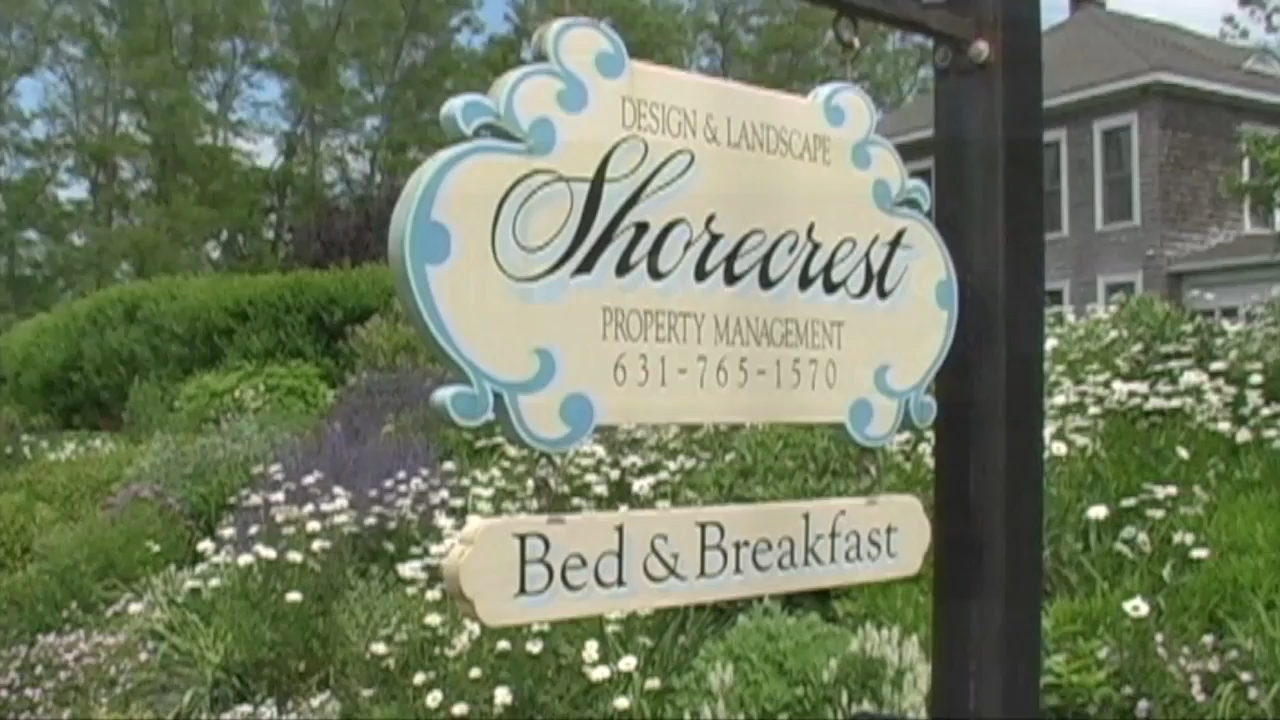 DESIGN & LANDSCAPE
Shorecrest
PROPERTY MANAGEMENT
631-765-1570
Bed & Breakfast